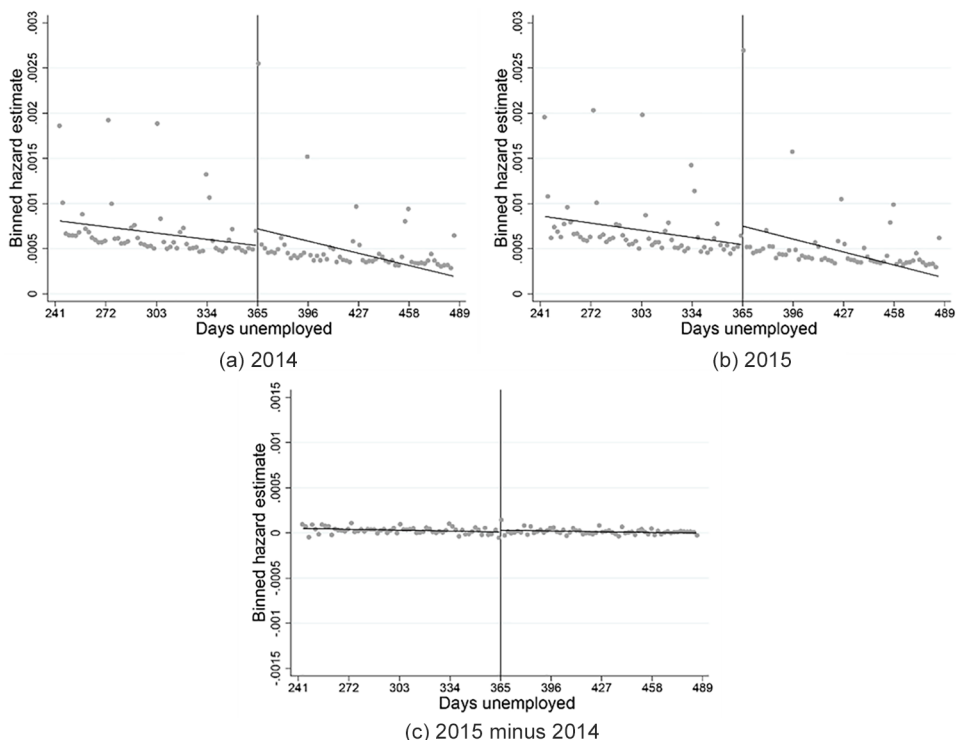 Binned hazard estimate
0 .0005 .001 .0015 .002 .0025 .003
241 272 303 334 365 396 427 458 489
Days unemployed
(a) 2014
Binned hazard estimate
0 .0005 .001 .0015 .002 .0025 .003
241 272 303 334 365 396 427 458 489
Days unemployed
(b) 2015
Binned hazard estimate
-.0015 -.001 -.0005 0 .0005 .001 .0015
241 272 303 334 365 396 427 458 489
Days unemployed
(c) 2015 minus 2014